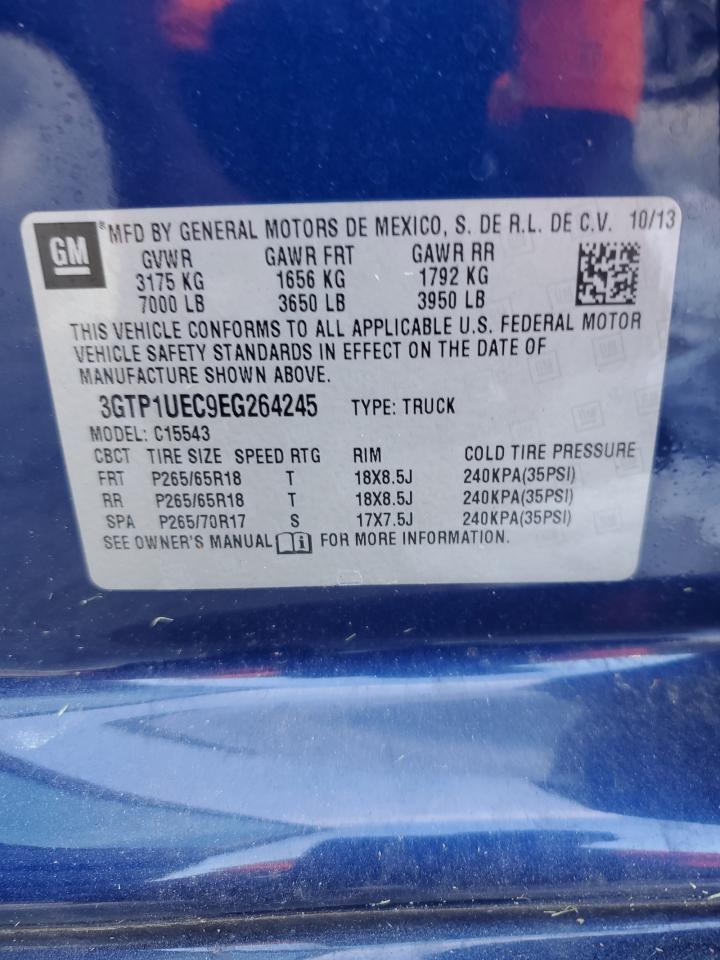 GM ® MFD BY GENERAL MOTORS DE MEXICO, S. DE R.L. DE C.V. 10/13
GVWR GAWR FRT GAWR RR
3175 KG 1656 KG 1792 KG
7000 LB 3650 LB 3950 LB
THIS VEHICLE CONFORMS TO ALL APPLICABLE U.S. FEDERAL MOTOR
VEHICLE SAFETY STANDARDS IN EFFECT ON THE DATE OF
MANUFACTURE SHOWN ABOVE.
3GTP1UEC9EG264245 TYPE: TRUCK
MODEL: C15543
CBCT TIRE SIZE SPEED RTG RIM COLD TIRE PRESSURE
FRT P265/65R18 T 18X8.5J 240KPA(35PSI)
RR P265/65R18 T 18X8.5J 240KPA(35PSI)
SPA P265/70R17 S 17X7.5J 240KPA(35PSI)
SEE OWNER'S MANUAL i FOR MORE INFORMATION.